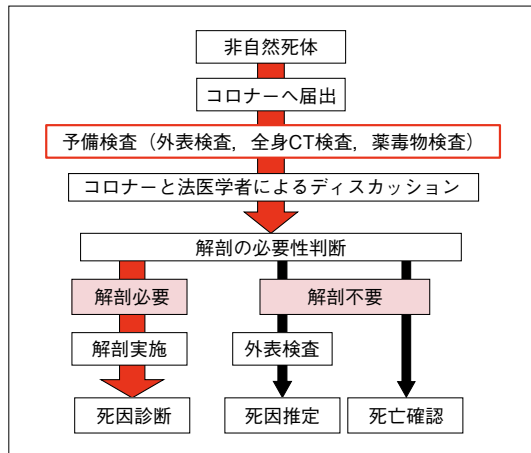 非自然死体
コロナーへ届出
予備検査（外表検査，全身CT検査，薬毒物検査）
コロナーと法医学者によるディスカッション
解剖の必要性判断
解剖必要
解剖不要
解剖実施
外表検査
死因診断
死因推定
死亡確認